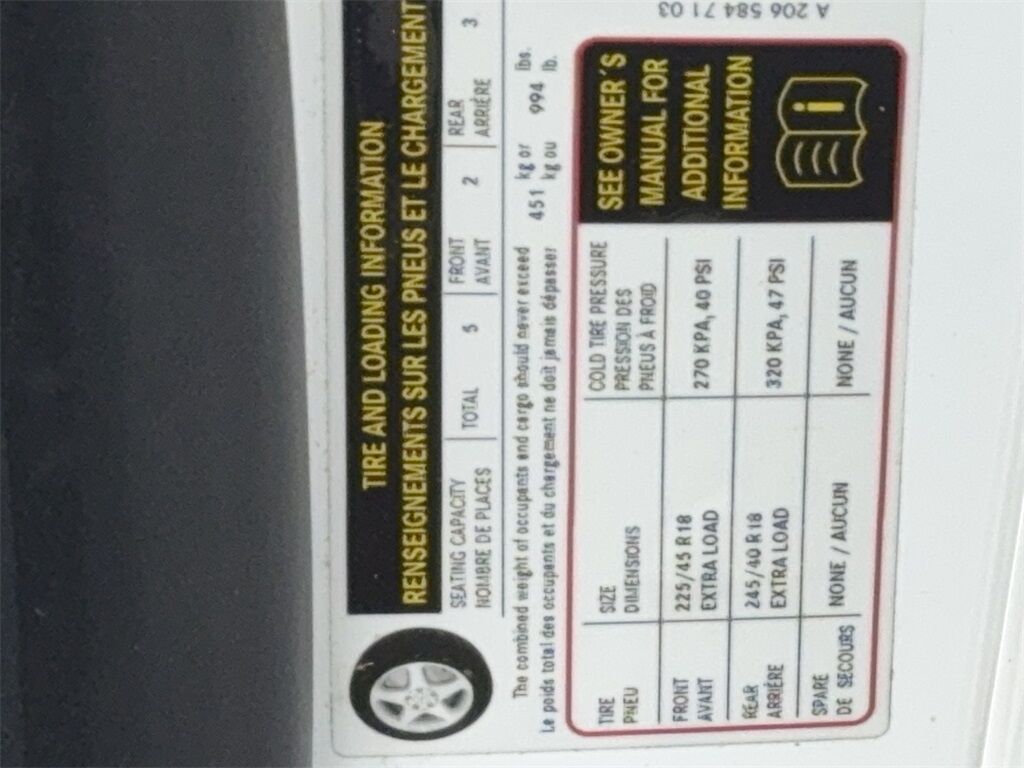 TIRE AND LOADING INFORMATION
RENSEIGNEMENTS SUR LES PNEUS ET LE CHARGEMENT
SEATING CAPACITY TOTAL 5 FRONT 2 REAR 3
NOMBRE DE PLACES AVANT ARRIÈRE
The combined weight of occupants and cargo should never exceed 451 kg or 994 lbs.
Le poids total des occupants et du chargement ne doit jamais dépasser kg ou lb.
TIRE SIZE COLD TIRE PRESSURE
PNEU DIMENSIONS PRESSION DES
PNEUS À FROID
FRONT 225/45 R18 270 KPA, 40 PSI
AVANT EXTRA LOAD
REAR 245/40 R18 320 KPA, 47 PSI
ARRIÈRE EXTRA LOAD
SPARE NONE / AUCUN NONE / AUCUN
DE SECOURS
SEE OWNER´S
MANUAL FOR
ADDITIONAL
INFORMATION
i
A 206 584 71 03